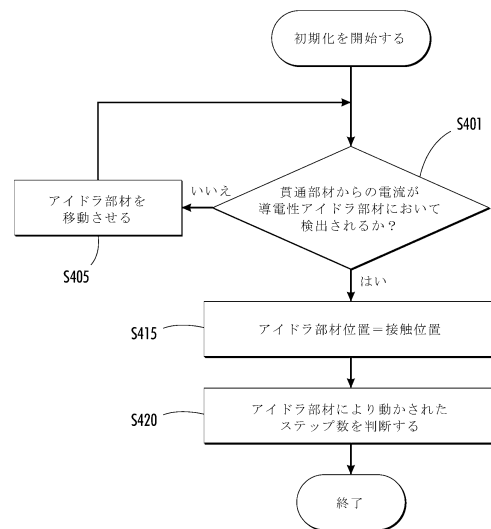 初期化を開始する
S401
貫通部材からの電流が
導電性アイドラ部材において
検出されるか?
いいえ
アイドラ部材を
移動させる
S405
はい
S415
アイドラ部材位置=接触位置
S420
アイドラ部材により動かされた
ステップ数を判断する
終了